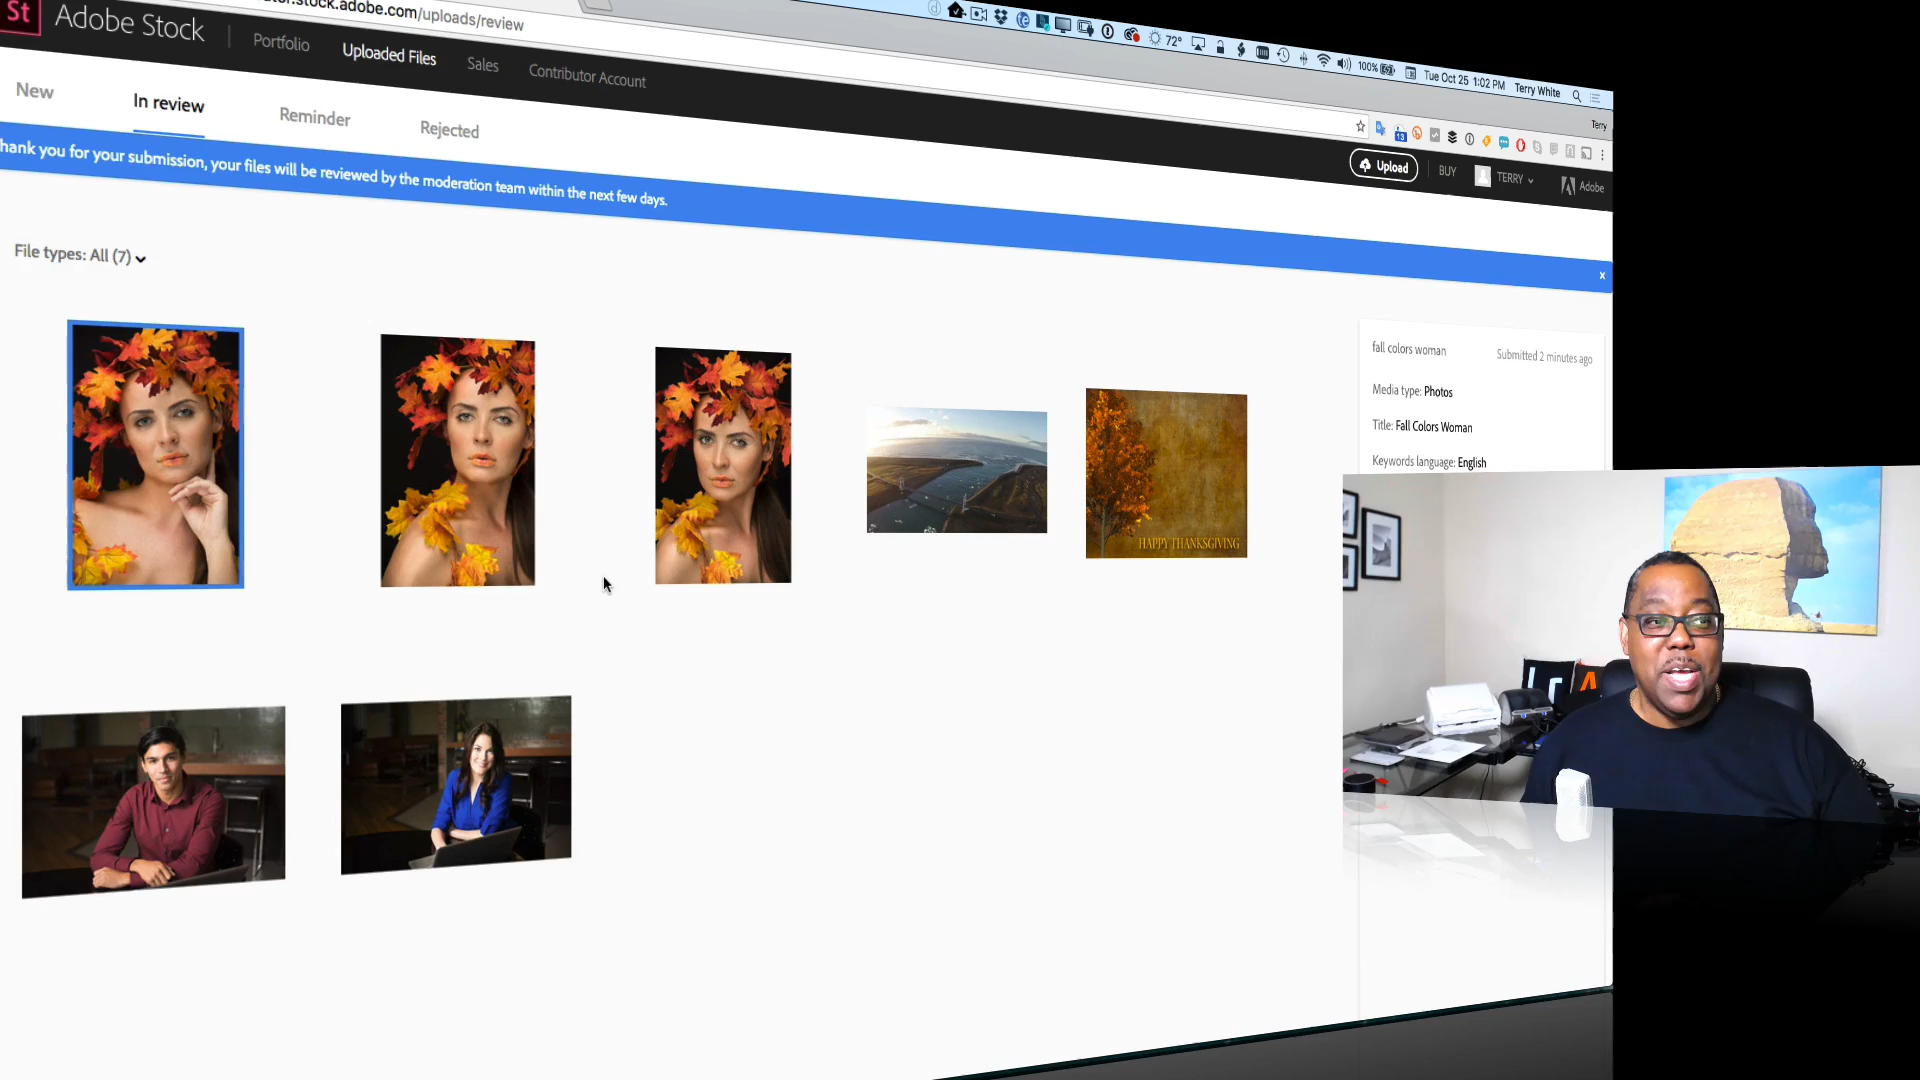 ator.stock.adobe.com/uploads/review
72°
100%
Tue Oct 25 1:02 PM
Terry White
Terry
St
Adobe Stock
Portfolio
Uploaded Files
Sales
Contributor Account
Upload
BUY
TERRY
Adobe
New
In review
Reminder
Rejected
hank you for your submission, your files will be reviewed by the moderation team within the next few days.
x
File types: All (7)
HAPPY THANKSGIVING
fall colors woman
Submitted 2 minutes ago
Media type: Photos
Title: Fall Colors Woman
Keywords language: English
Lr